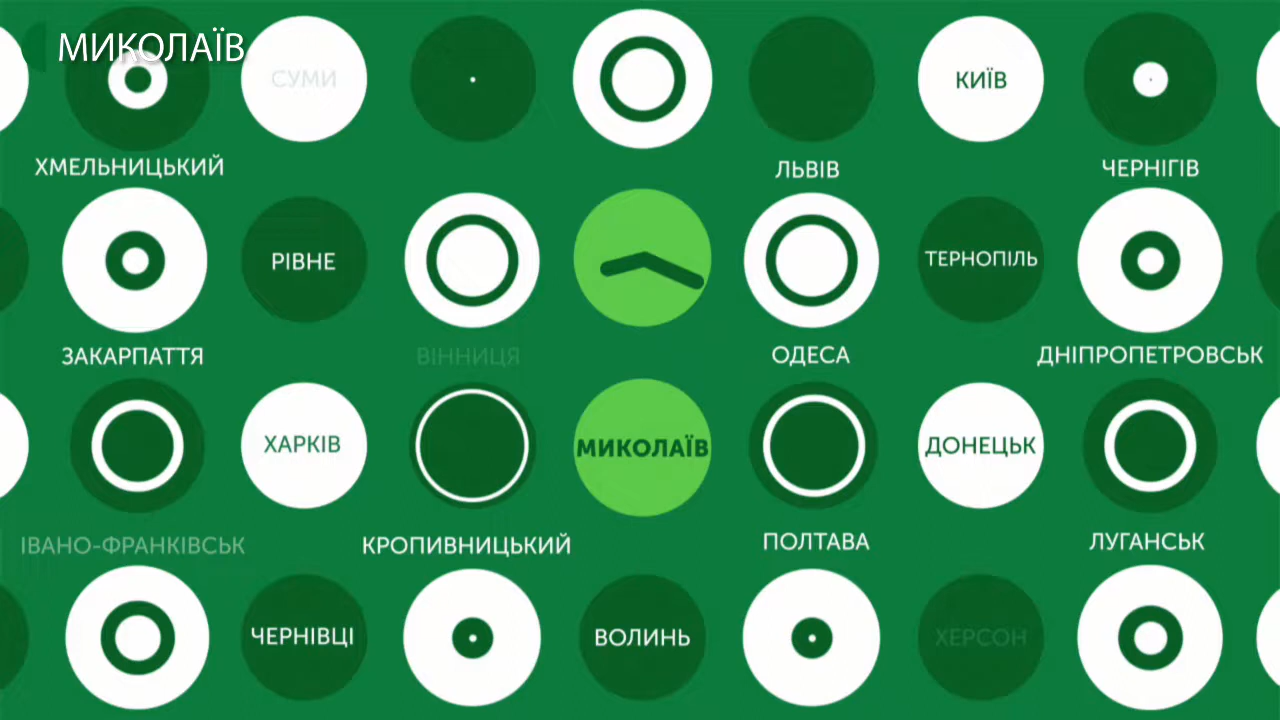 МИКОЛАЇВ
СУМИ
КИЇВ
ХМЕЛЬНИЦЬКИЙ
ЛЬВІВ
ЧЕРНІГІВ
РІВНЕ
ТЕРНОПІЛЬ
ЗАКАРПАТТЯ
ВІННИЦЯ
ОДЕСА
ДНІПРОПЕТРОВСЬК
ХАРКІВ
МИКОЛАЇВ
ДОНЕЦЬК
ІВАНО-ФРАНКІВСЬК
КРОПИВНИЦЬКИЙ
ПОЛТАВА
ЛУГАНСЬК
ЧЕРНІВЦІ
ВОЛИНЬ
ХЕРСОН